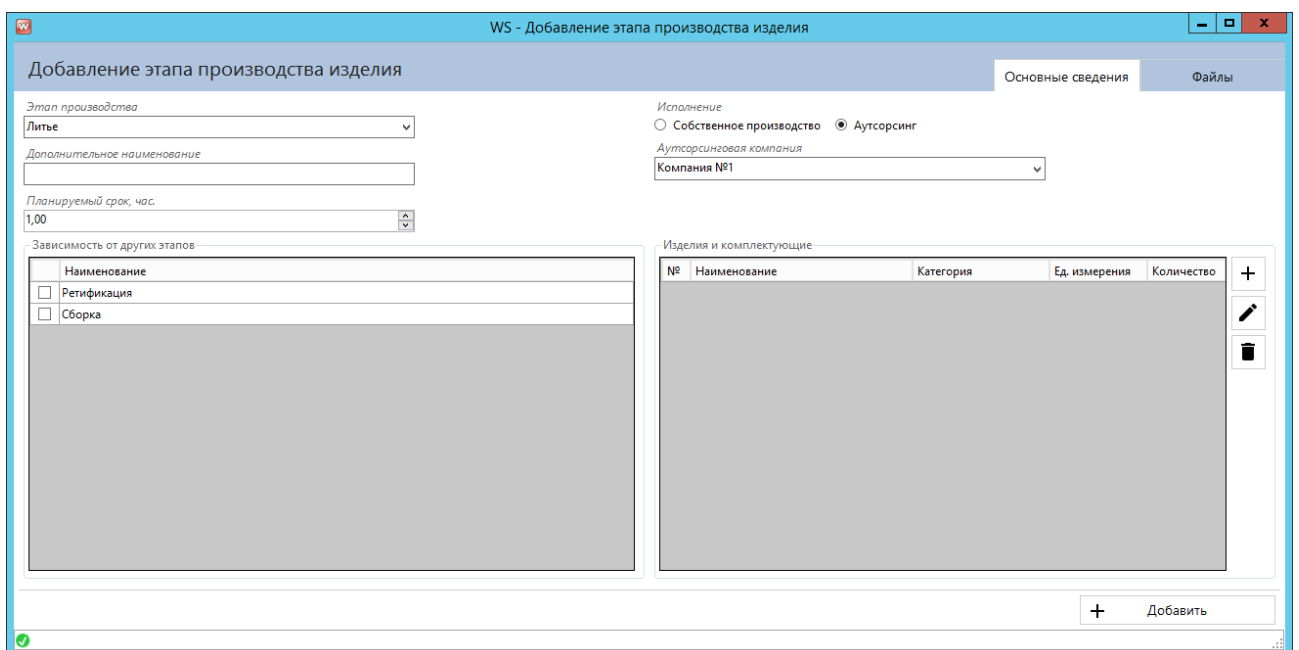 WS - Добавление этапа производства изделия
Добавление этапа производства изделия
Основные сведения
Файлы
Этап производства
Литье
Дополнительное наименование
Планируемый срок, час.
1,00
Исполнение
Собственное производство Аутсорсинг
Аутсорсинговая компания
Компания №1
Зависимость от других этапов
Наименование
Ретификация
Сборка
Изделия и комплектующие
№ Наименование Категория Ед. измерения Количество
Добавить